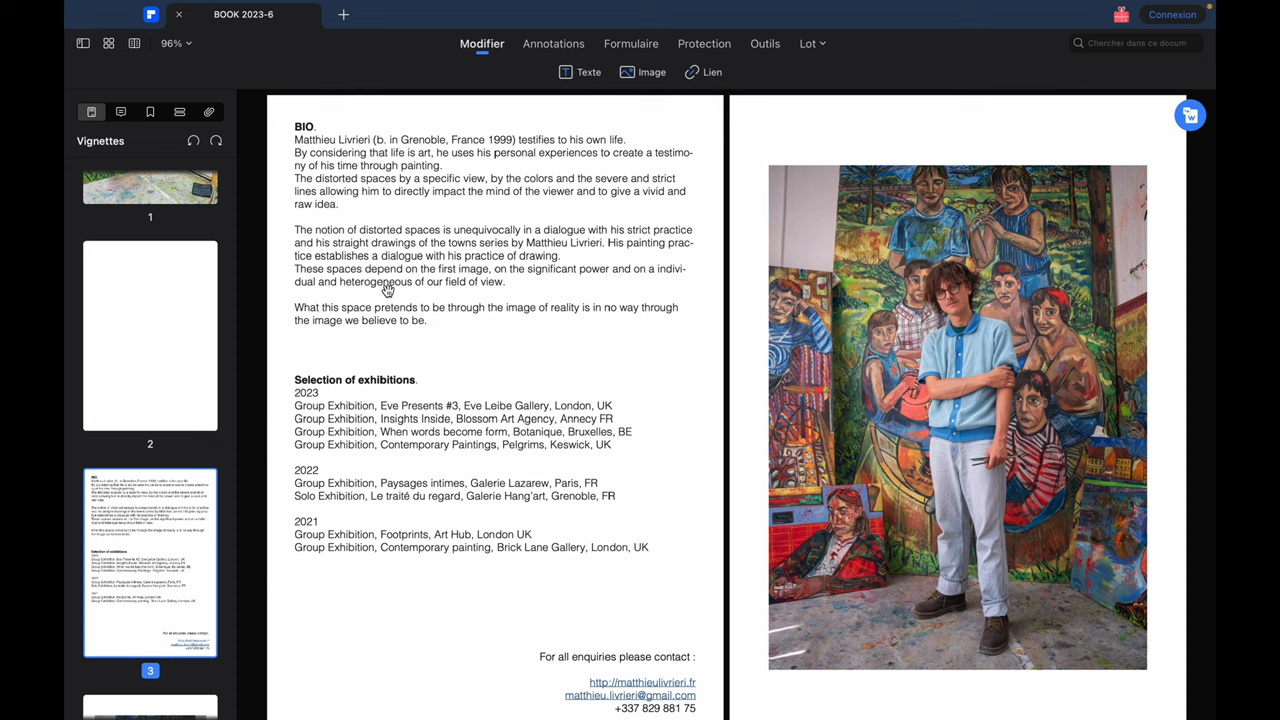 BOOK 2023-6
Connexion
96%
Modifier
Annotations
Formulaire
Protection
Outils
Lot
Chercher dans ce docum
Texte
Image
Lien
Vignettes
1
2
3
BIO.
Matthieu Livrieri (b. in Grenoble, France 1999) testifies to his own life.
By considering that life is art, he uses his personal experiences to create a testimo-
ny of his time through painting.
The distorted spaces by a specific view, by the colors and the severe and strict
lines allowing him to directly impact the mind of the viewer and to give a vivid and
raw idea.
The notion of distorted spaces is unequivocally in a dialogue with his strict practice
and his straight drawings of the towns series by Matthieu Livrieri. His painting prac-
tice establishes a dialogue with his practice of drawing.
These spaces depend on the first image, on the significant power and on a indivi-
dual and heterogeneous of our field of view.
What this space pretends to be through the image of reality is in no way through
the image we believe to be.
Selection of exhibitions.
2023
Group Exhibition, Eve Presents #3, Eve Leibe Gallery, London, UK
Group Exhibition, Insights Inside, Blossom Art Agency, Annecy FR
Group Exhibition, When words become form, Botanique, Bruxelles, BE
Group Exhibition, Contemporary Paintings, Pelgrims, Keswick, UK
2022
Group Exhibition, Paysages intimes, Galerie Lazarew, Paris, FR
Solo Exhibition, Le traité du regard, Galerie Hang'art, Grenoble, FR
2021
Group Exhibition, Footprints, Art Hub, London UK
Group Exhibition, Contemporary painting, Brick Lane Gallery, London, UK
For all enquiries please contact :
http://matthieulivrieri.fr
matthieu.livrieri@gmail.com
+337 829 881 75